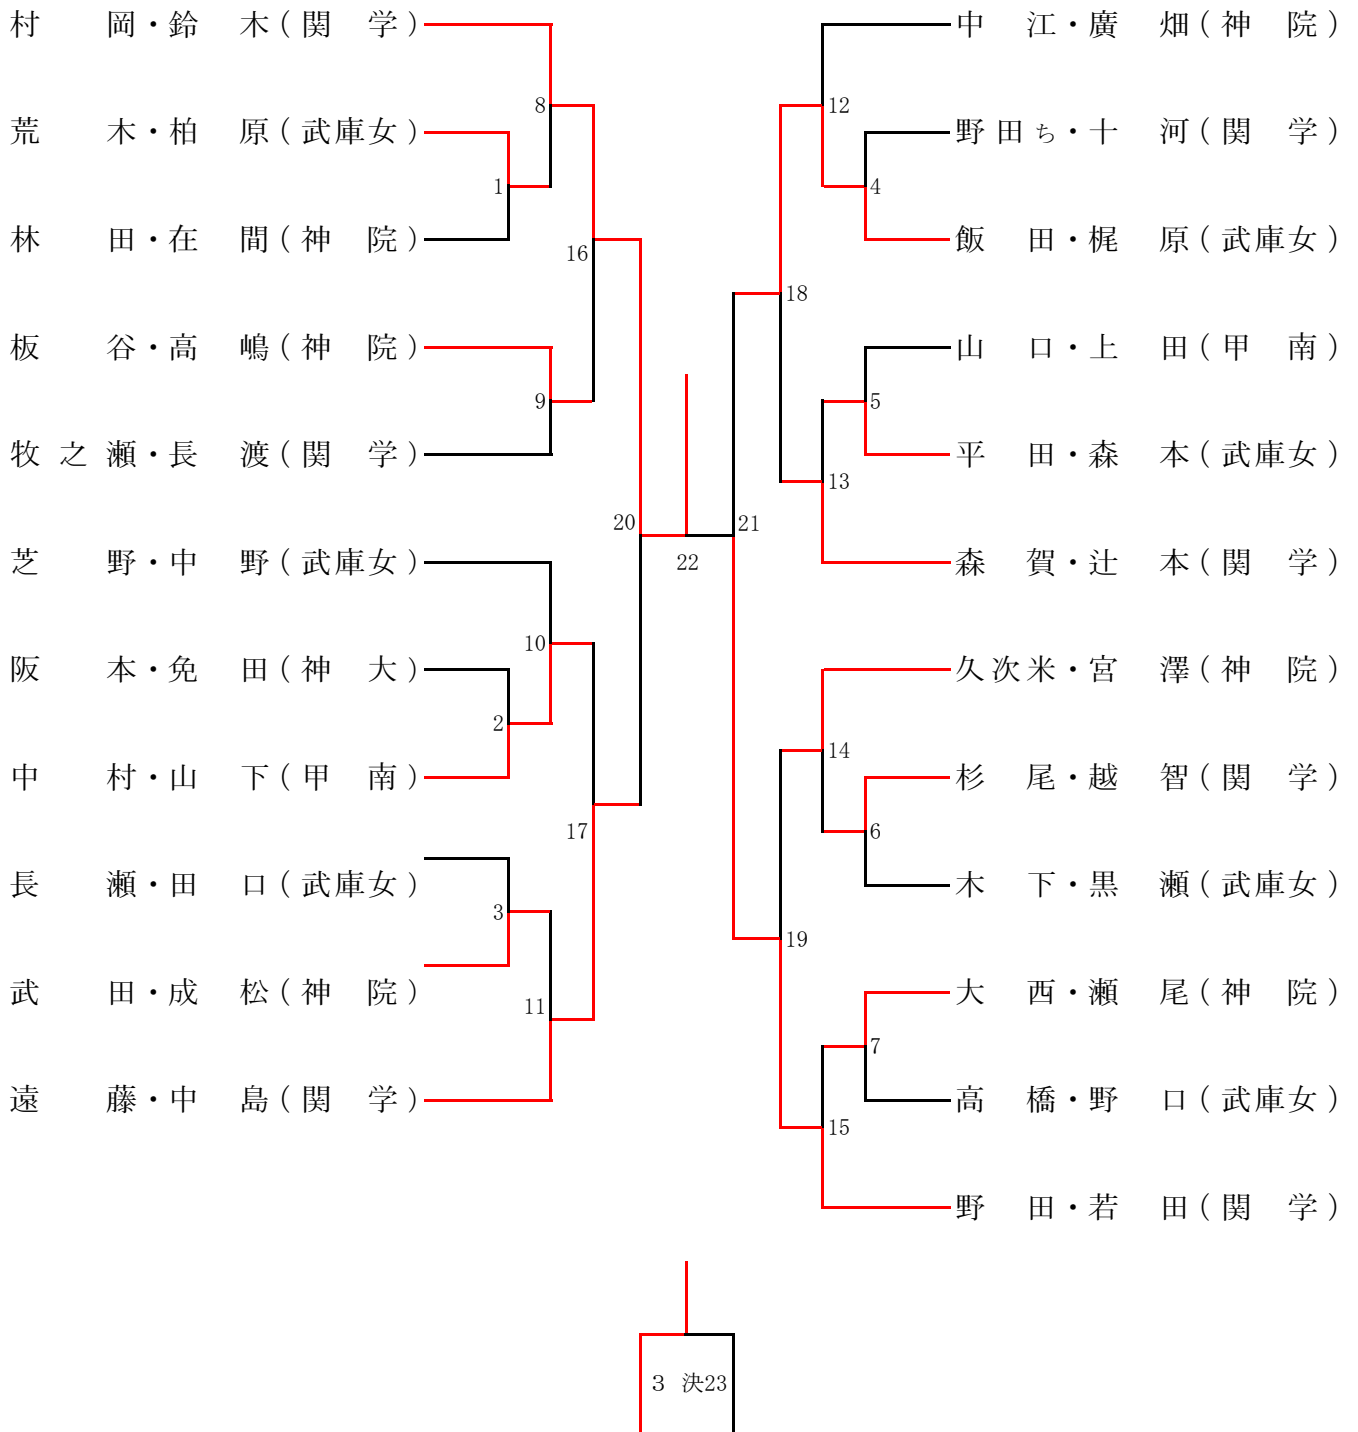 村岡・鈴木(関学)
荒木・柏原(武庫女)
林田・在間(神院)
板谷・高嶋(神院)
牧之瀬・長渡(関学)
芝野・中野(武庫女)
阪本・免田(神大)
中村・山下(甲南)
長瀬・田口(武庫女)
武田・成松(神院)
遠藤・中島(関学)
8
1
16
9
20
10
2
17
3
11
22
中江・廣畑(神院)
野田ち・十河(関学)
飯田・梶原(武庫女)
山口・上田(甲南)
平田・森本(武庫女)
森賀・辻本(関学)
久次米・宮澤(神院)
杉尾・越智(関学)
木下・黒瀬(武庫女)
大西・瀬尾(神院)
高橋・野口(武庫女)
野田・若田(関学)
12
4
18
5
13
21
14
6
19
7
15
3 決23